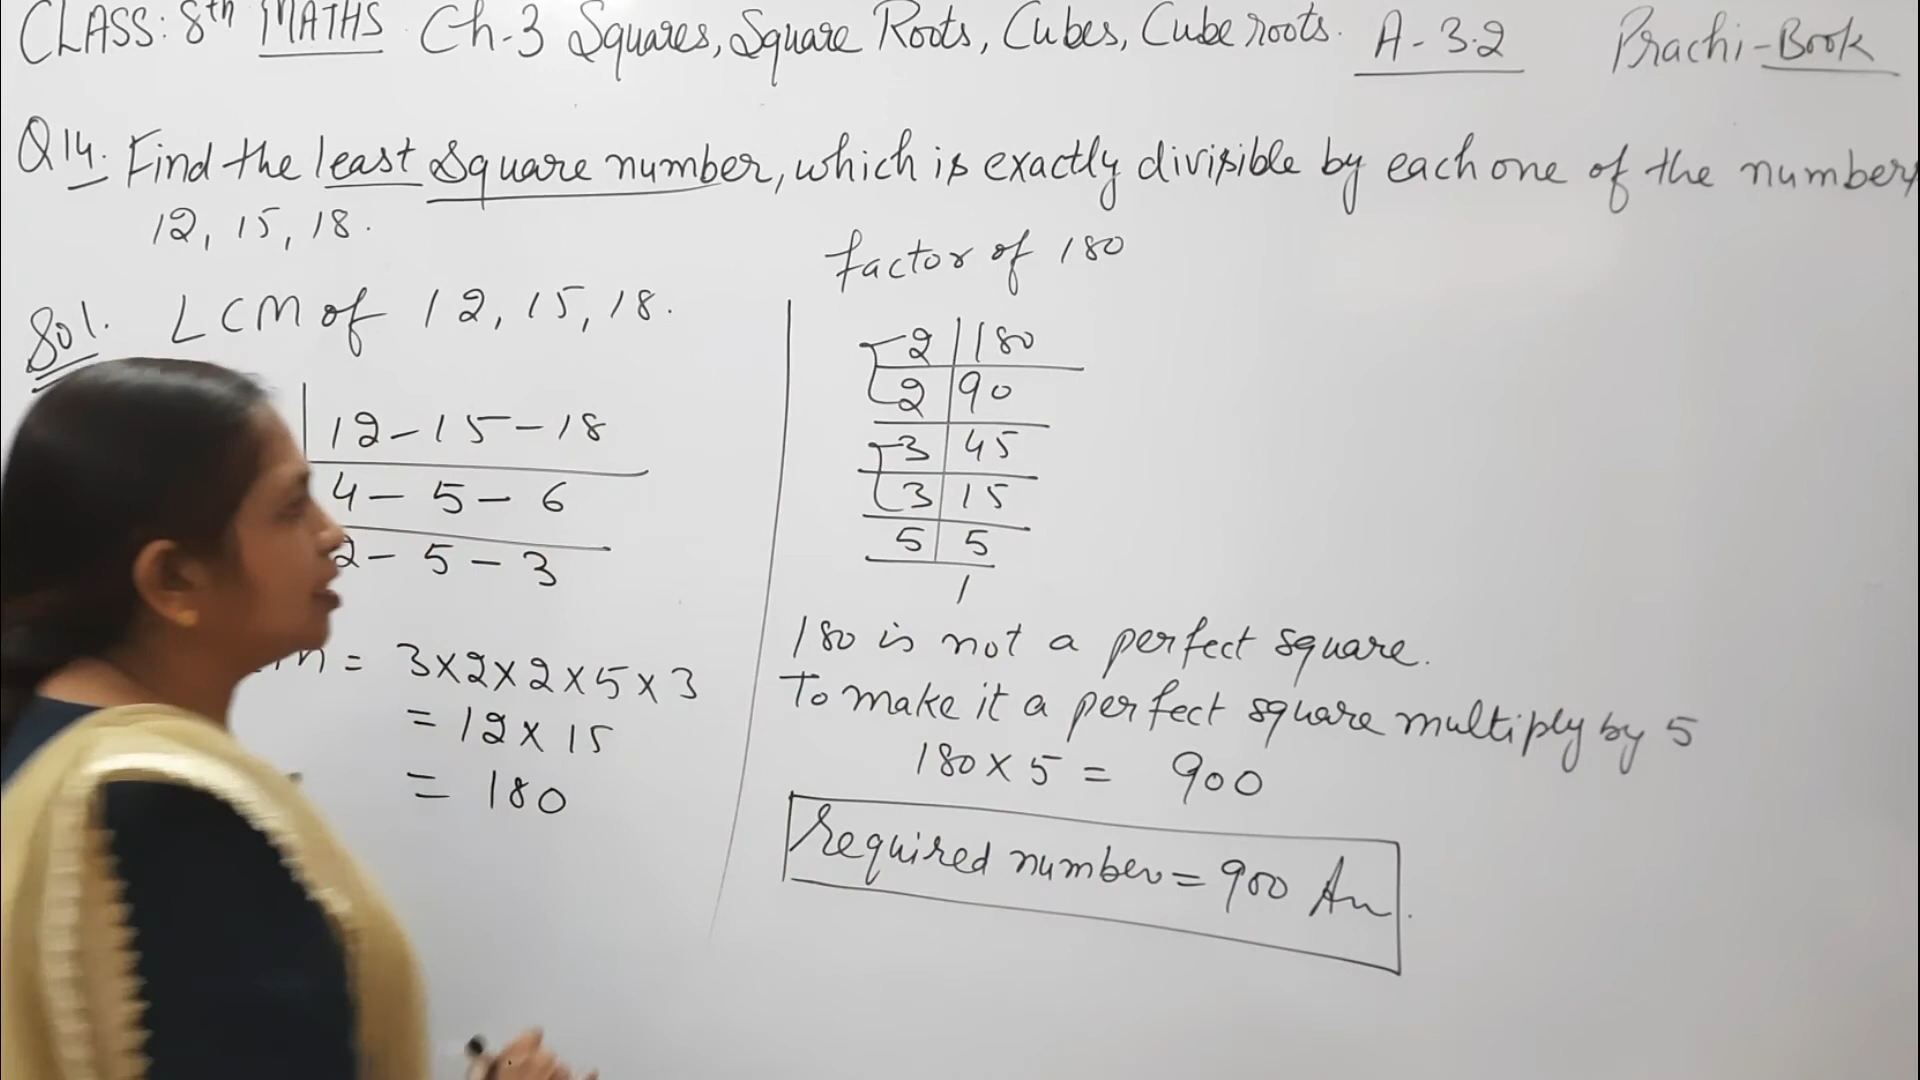 CLASS: 8th MATHS Ch-3 Squares, Square Roots, Cubes, Cube roots. A-3.2 Prachi-Book
Q14. Find the least square number, which is exactly divisible by each one of the numbers
12, 15, 18.
Sol. LCM of 12, 15, 18.
12-15-18
4-5-6
2-5-3
= 3×2×2×5×3
= 12×15
= 180
factor of 180
2 | 180
2 | 90
3 | 45
3 | 15
5 | 5
1
180 is not a perfect square.
To make it a perfect square multiply by 5
180×5 = 900
required number = 900 An